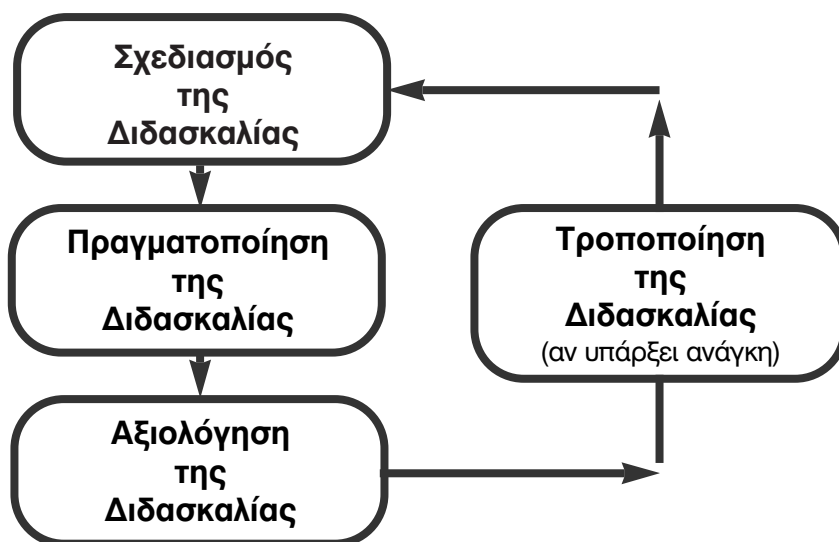 Σχεδιασμός
της
Διδασκαλίας
Πραγματοποίηση
της
Διδασκαλίας
Αξιολόγηση
της
Διδασκαλίας
Τροποποίηση
της
Διδασκαλίας
(αν υπάρξει ανάγκη)